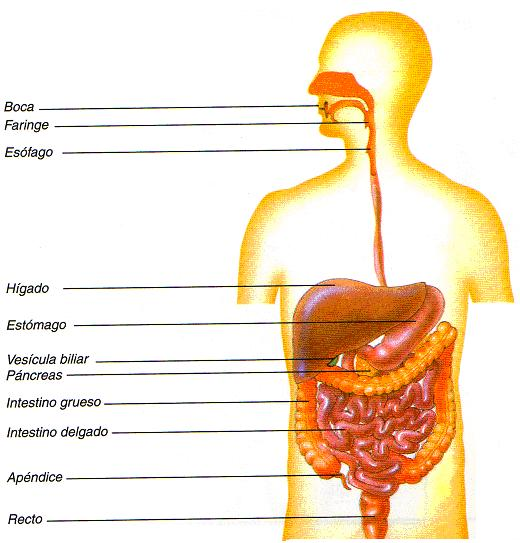 Boca
Faringe
Esófago
Hígado
Estómago
Vesícula biliar
Páncreas
Intestino grueso
Intestino delgado
Apéndice
Recto